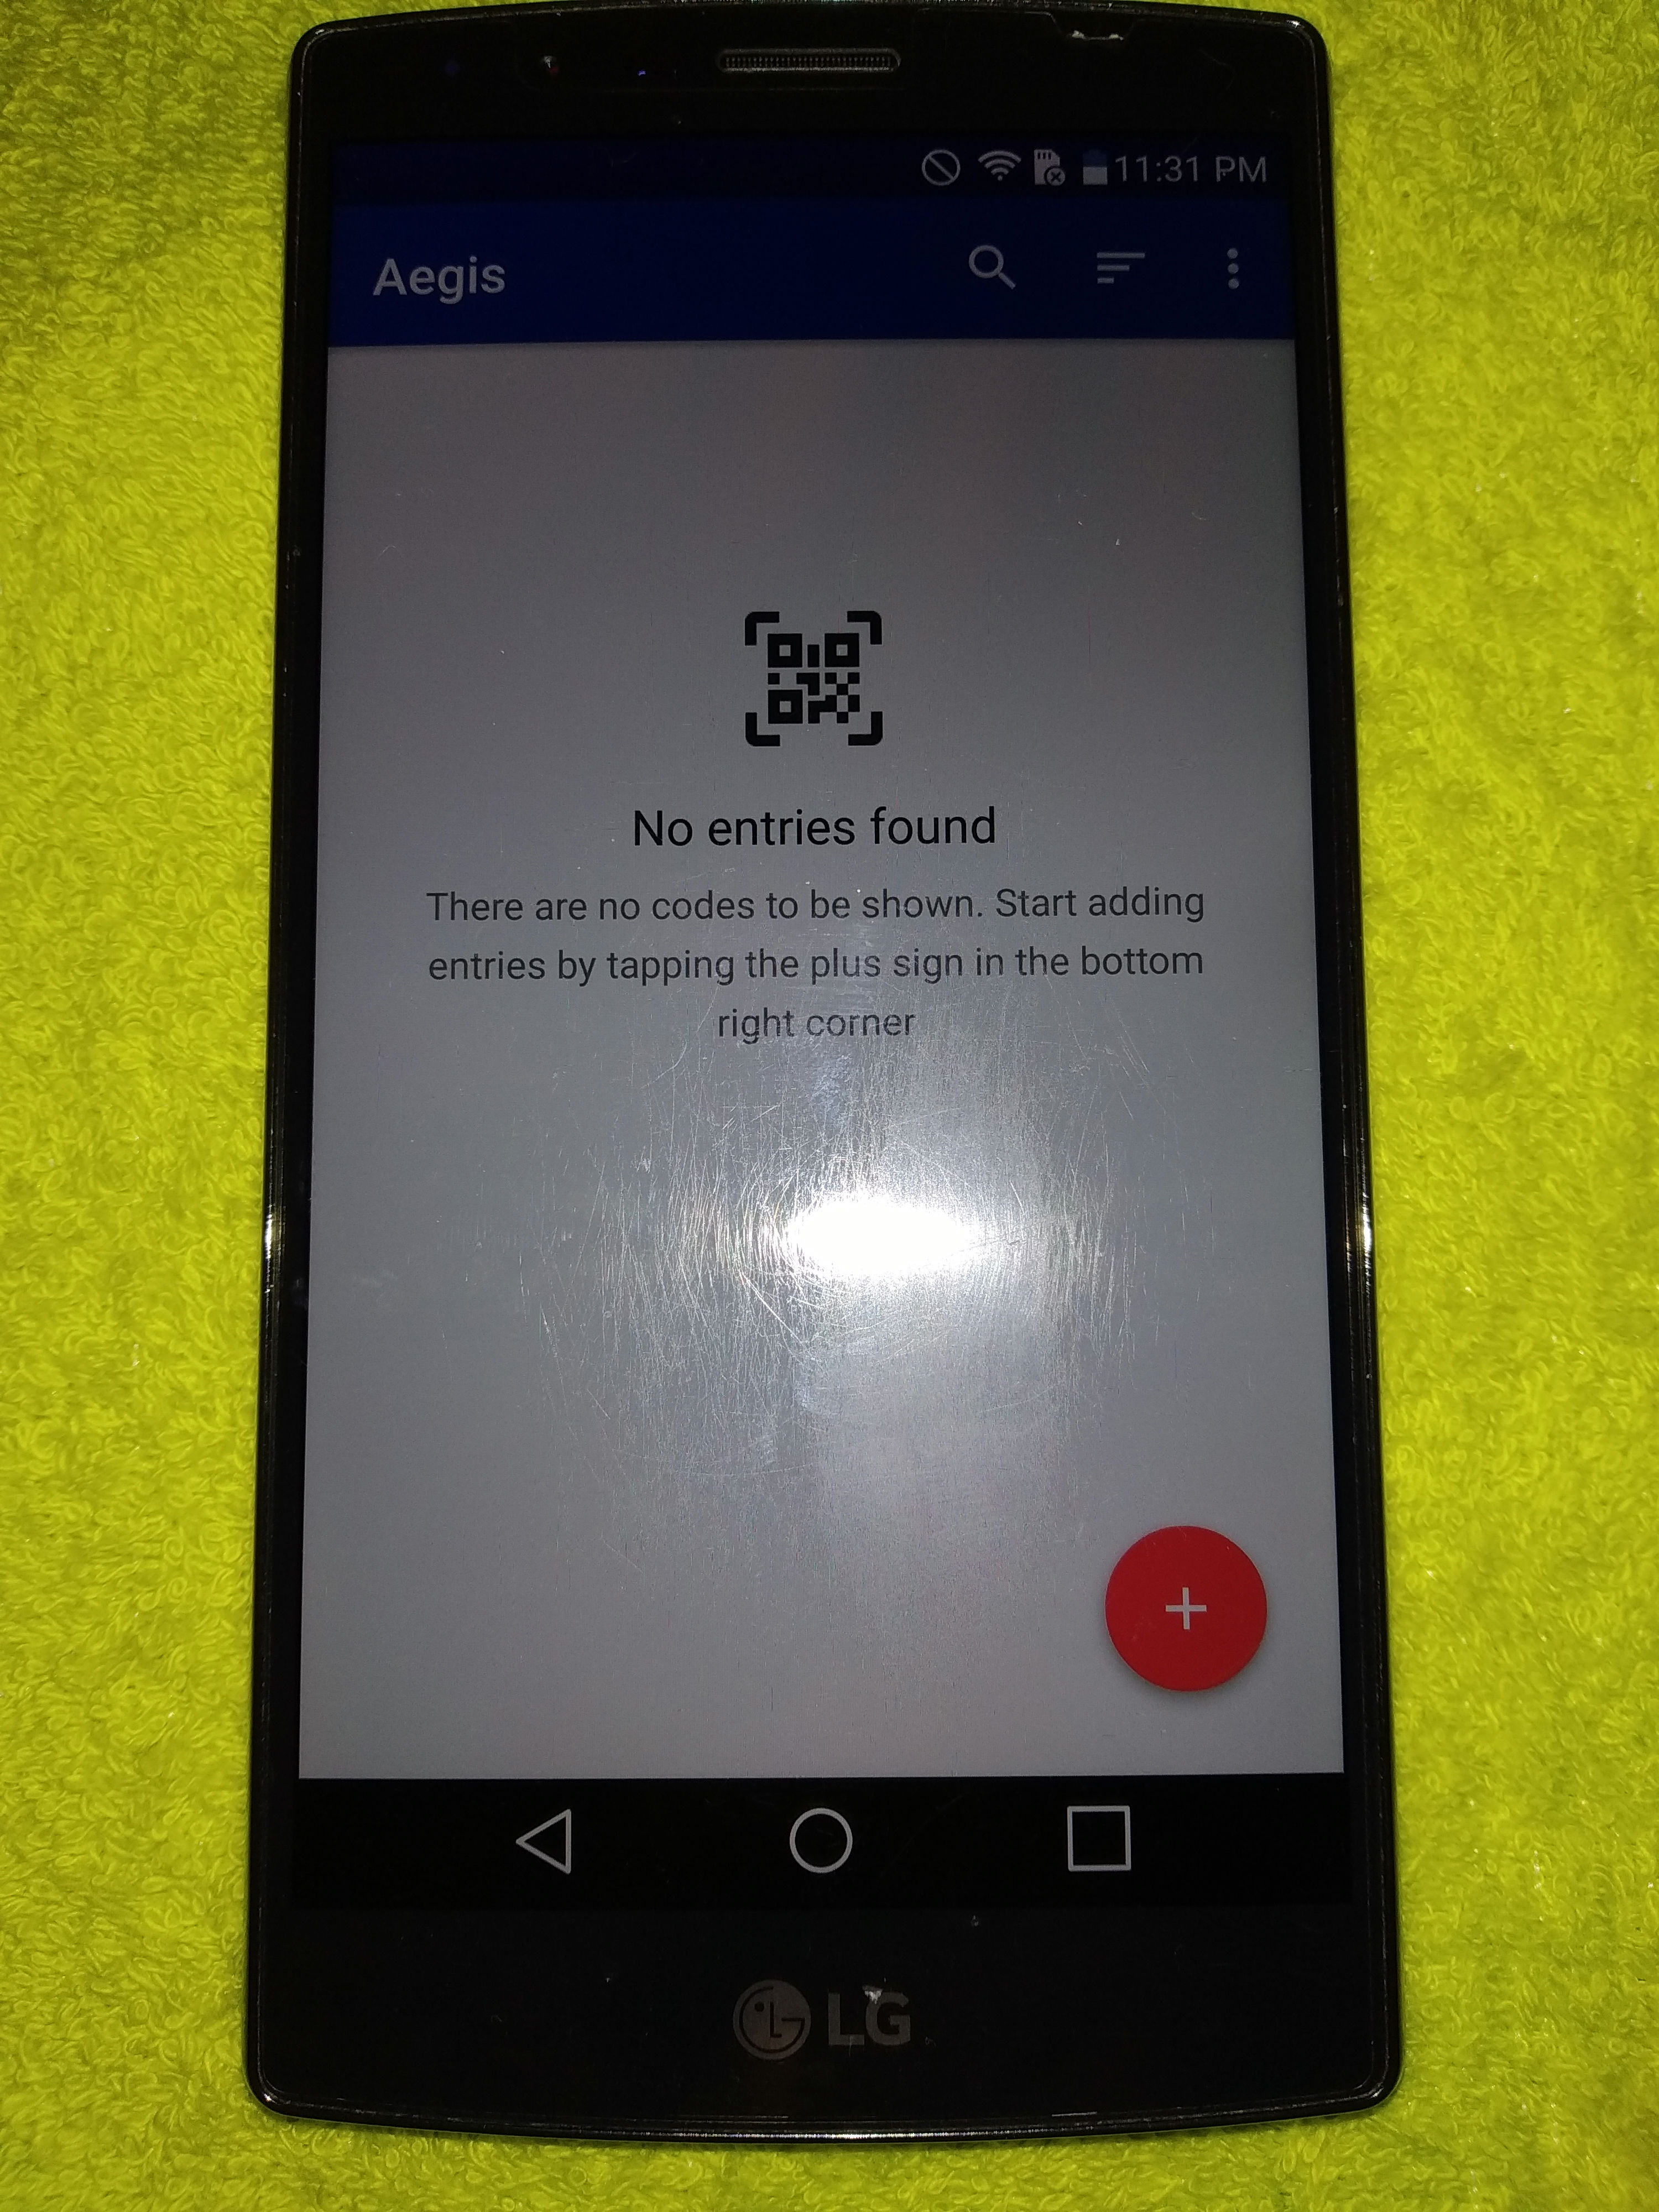 11:31 PM
Aegis
No entries found
There are no codes to be shown. Start adding
entries by tapping the plus sign in the bottom
right corner
LG